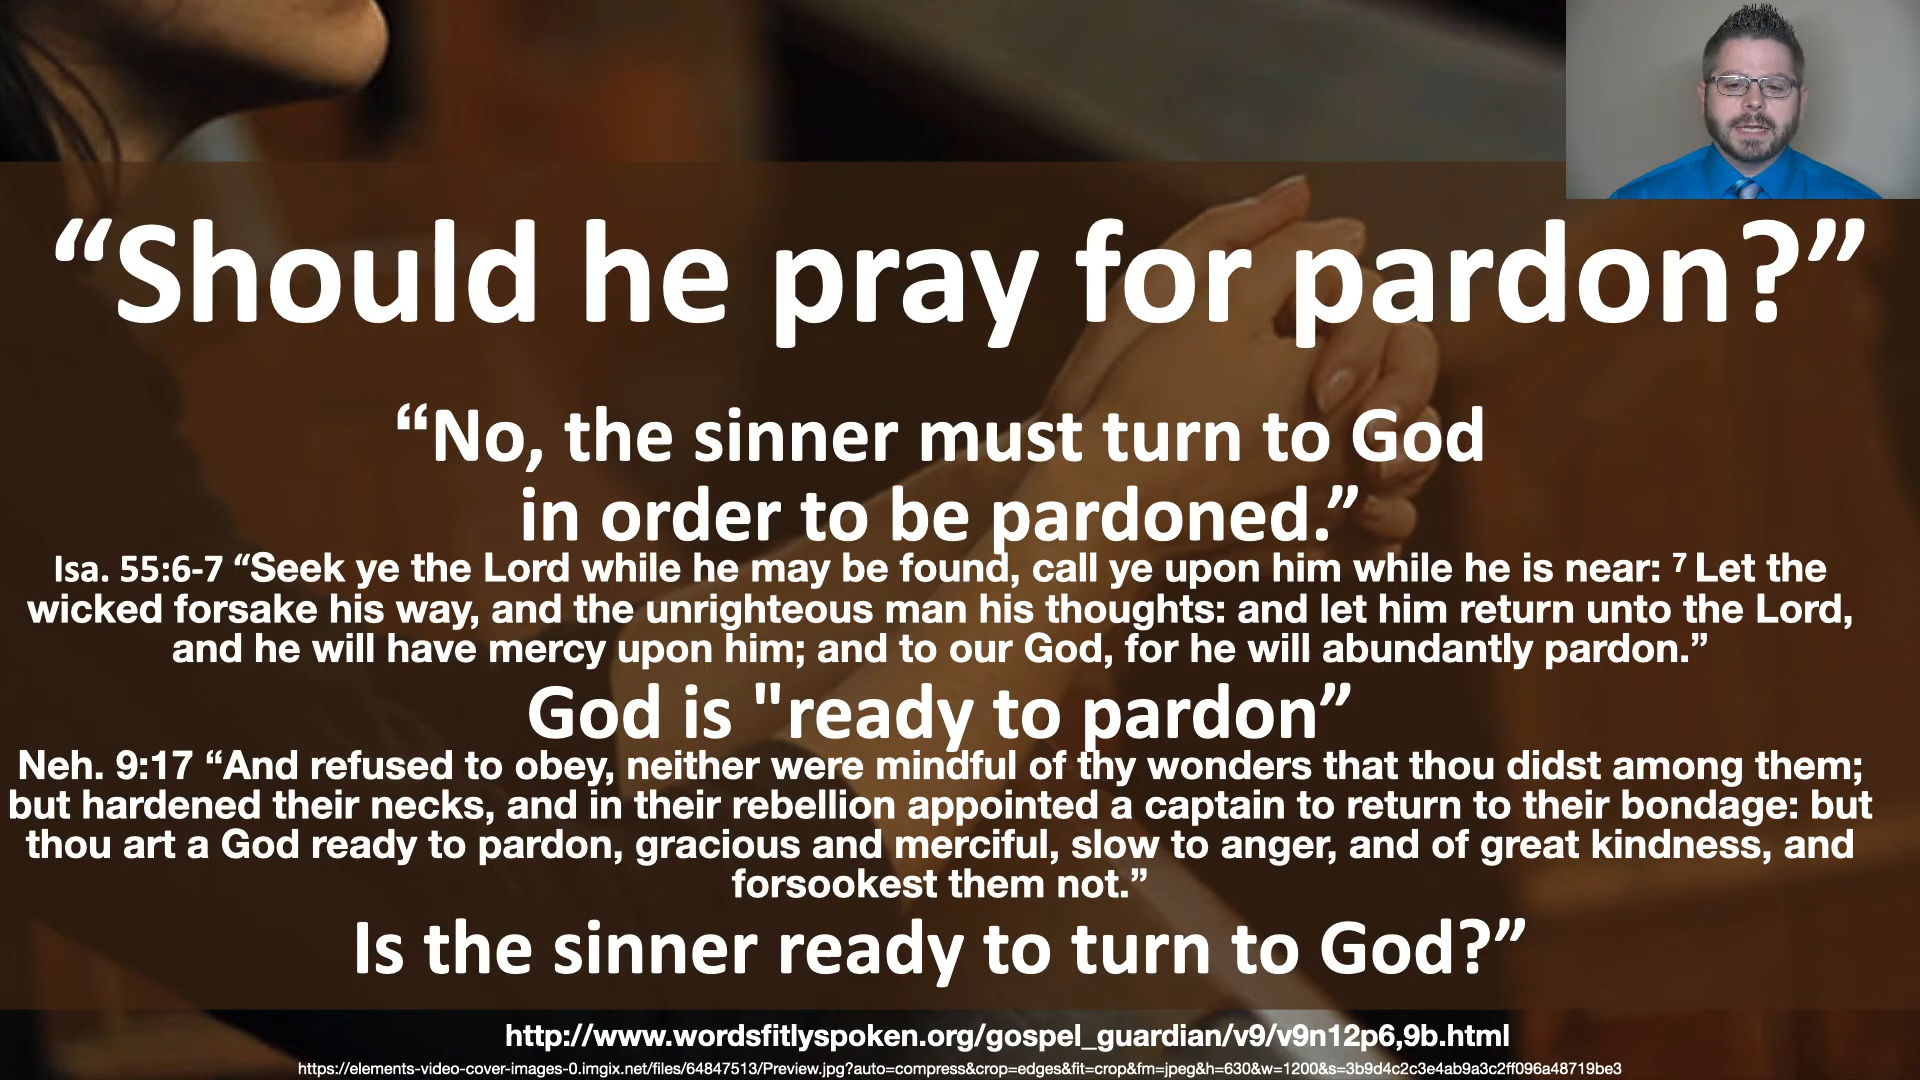 “Should he pray for pardon?”
“No, the sinner must turn to God
in order to be pardoned.”
Isa. 55:6-7 “Seek ye the Lord while he may be found, call ye upon him while he is near: ⁷ Let the
wicked forsake his way, and the unrighteous man his thoughts: and let him return unto the Lord,
and he will have mercy upon him; and to our God, for he will abundantly pardon.”
God is "ready to pardon”
Neh. 9:17 “And refused to obey, neither were mindful of thy wonders that thou didst among them;
but hardened their necks, and in their rebellion appointed a captain to return to their bondage: but
thou art a God ready to pardon, gracious and merciful, slow to anger, and of great kindness, and
forsookest them not.”
Is the sinner ready to turn to God?”
http://www.wordsfitlyspoken.org/gospel_guardian/v9/v9n12p6,9b.html
https://elements-video-cover-images-0.imgix.net/files/64847513/Preview.jpg?auto=compress&crop=edges&fit=crop&fm=jpeg&h=630&w=1200&s=3b9d4c2c3e4ab9a3c2ff096a48719be3